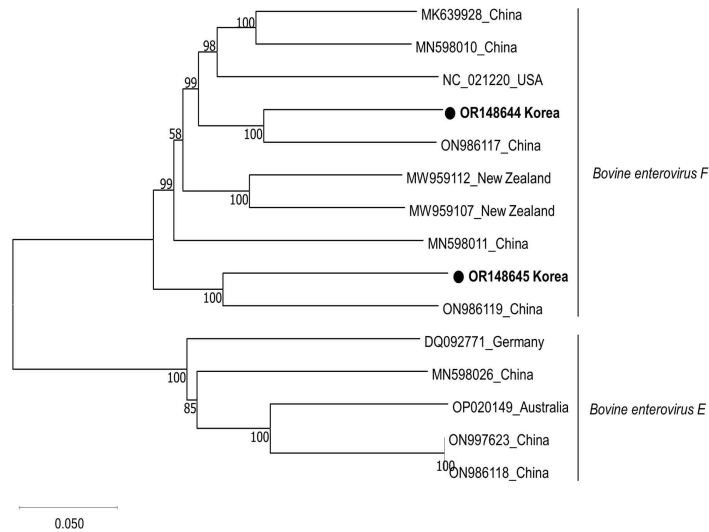 MK639928_China
100
MN598010_China
98
NC_021220_USA
99
OR148644 Korea
100
ON986117_China
58
Bovine enterovirus F
MW959112_New Zealand
99
100
MW959107_New Zealand
MN598011_China
OR148645 Korea
100
ON986119_China
DQ092771_Germany
100
MN598026_China
85
OP020149_Australia
Bovine enterovirus E
100
ON997623_China
100
ON986118_China
0.050